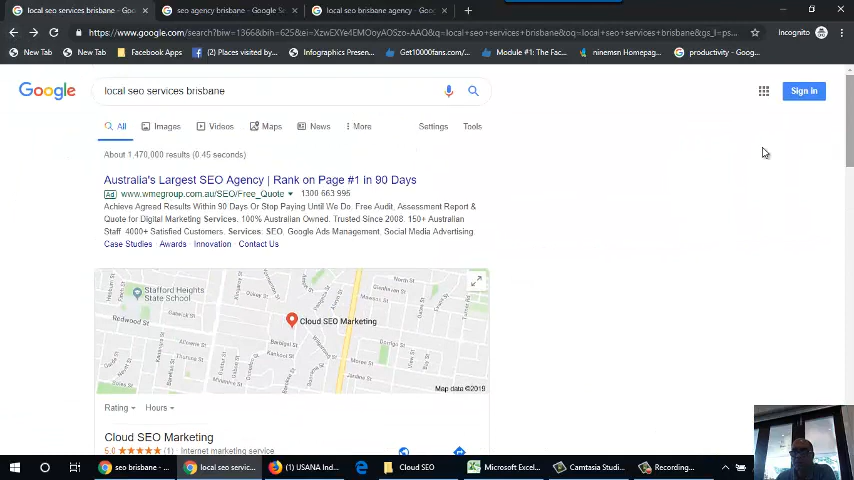 local seo services brisbane - Goo
seo agency brisbane - Google Se
local seo brisbane agency - Goog
https://www.google.com/search?biw=1366&bih=625&ei=XzwEXYe4EMOoyAOSzo-AAQ&q=local+seo+services+brisbane&oq=local+seo+services+brisbane&gs_l=ps...
Incognito
New Tab
New Tab
Facebook Apps
(2) Places visited by...
Infographics Presen...
Get10000fans.com/...
Module #1: The Fac...
ninemsn Homepag...
productivity - Goog...
Google
local seo services brisbane
Sign in
All Images Videos Maps News More Settings Tools
About 1,470,000 results (0.45 seconds)
Australia's Largest SEO Agency | Rank on Page #1 in 90 Days
Ad www.wmegroup.com.au/SEO/Free_Quote 1300 663 995
Achieve Agreed Results Within 90 Days Or Stop Paying Until We Do. Free Audit, Assessment Report &
Quote for Digital Marketing Services. 100% Australian Owned. Trusted Since 2008. 150+ Australian
Staff. 4000+ Satisfied Customers. Services: SEO, Google Ads Management, Social Media Advertising.
Case Studies · Awards · Innovation · Contact Us
Stafford Heights
State School
Redwood St
Cloud SEO Marketing
Map data ©2019
Rating Hours
Cloud SEO Marketing
5.0 (1) · Internet marketing service
seo brisbane -...
local seo servic...
(1) USANA Ind...
Cloud SEO
Microsoft Excel...
Camtasia Studi...
Recording...